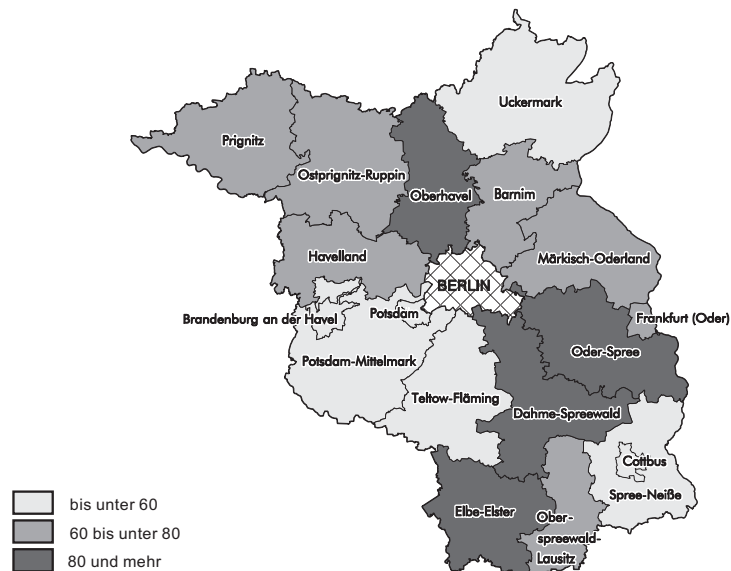 Uckermark
Prignitz
Ostprignitz-Ruppin
Oberhavel
Barnim
Havelland
Märkisch-Oderland
BERLIN
Brandenburg an der Havel
Potsdam
Frankfurt (Oder)
Oder-Spree
Potsdam-Mittelmark
Teltow-Fläming
Dahme-Spreewald
Cottbus
Spree-Neiße
Elbe-Elster
Ober-
spreewald-
Lausitz
bis unter 60
60 bis unter 80
80 und mehr